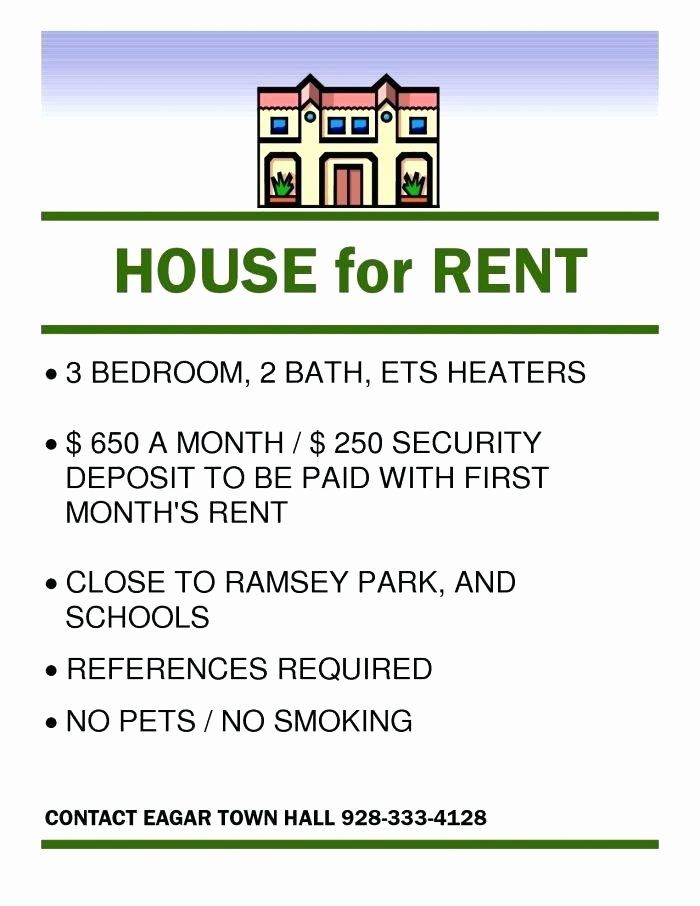 HOUSE for RENT
• 3 BEDROOM, 2 BATH, ETS HEATERS
• $ 650 A MONTH / $ 250 SECURITY
DEPOSIT TO BE PAID WITH FIRST
MONTH'S RENT
• CLOSE TO RAMSEY PARK, AND
SCHOOLS
• REFERENCES REQUIRED
• NO PETS / NO SMOKING
CONTACT EAGAR TOWN HALL 928-333-4128